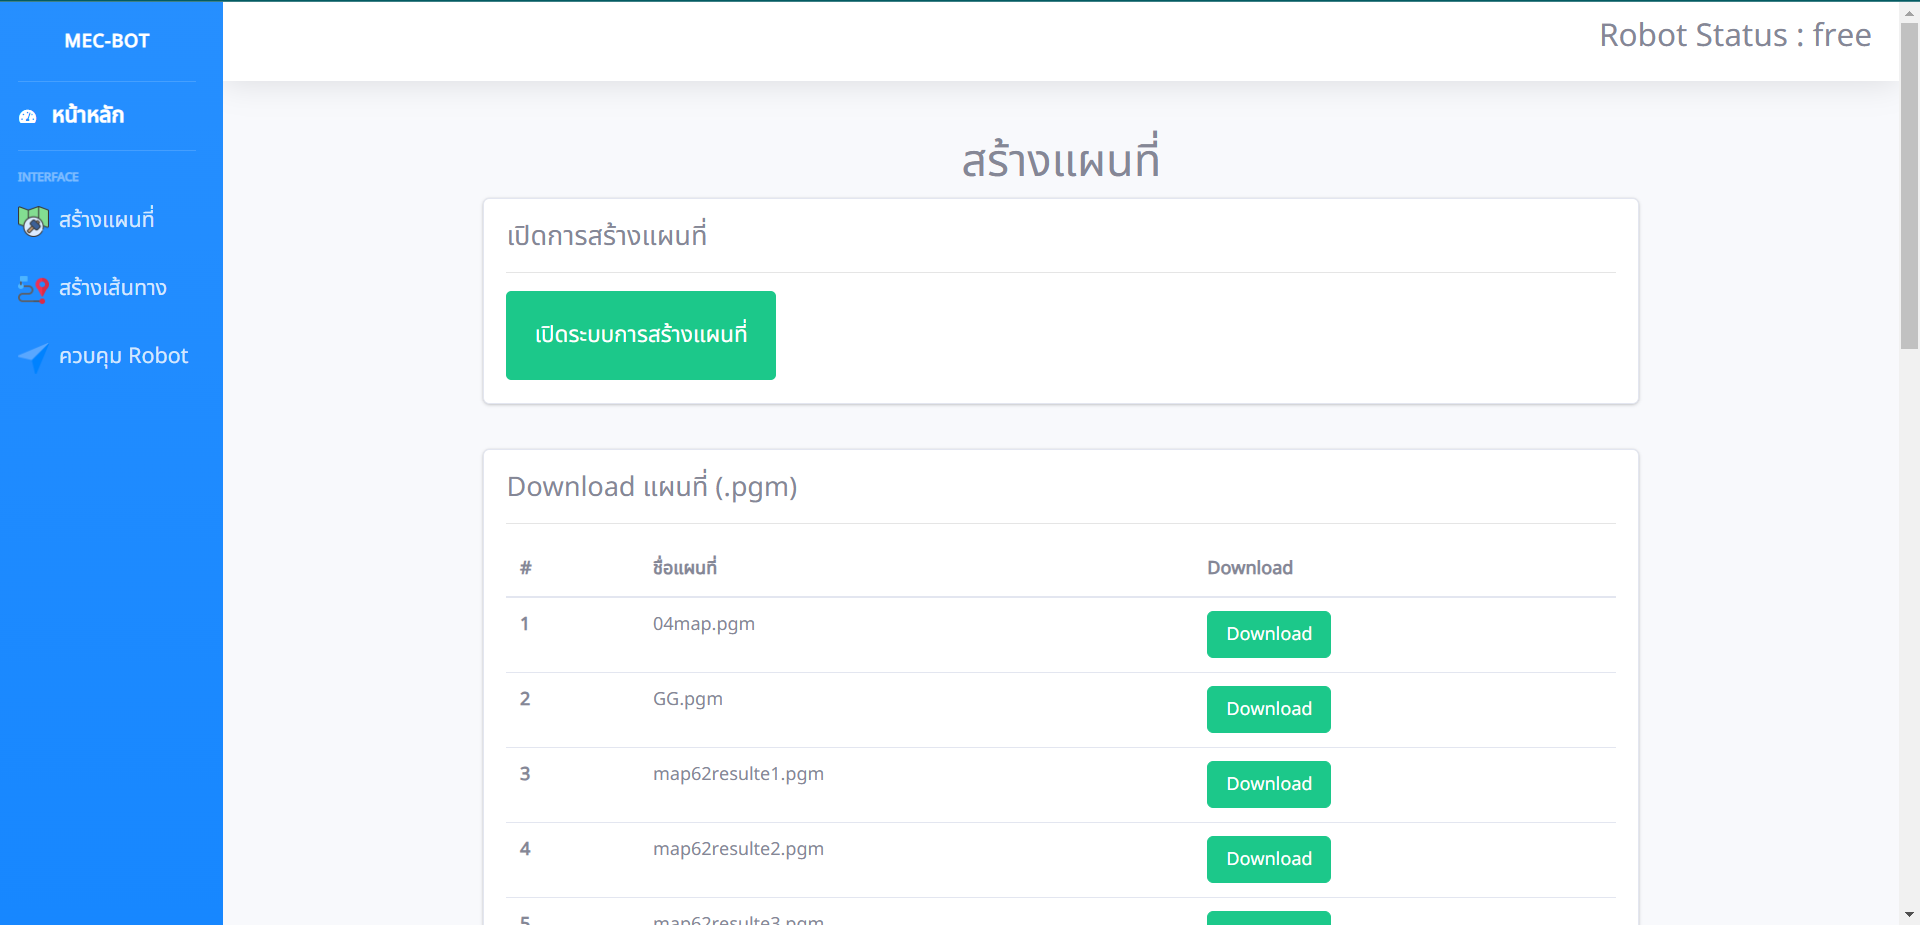 MEC-BOT
หน้าหลัก
INTERFACE
สร้างแผนที่
สร้างเส้นทาง
ควบคุม Robot
Robot Status : free
สร้างแผนที่
เปิดการสร้างแผนที่
เปิดระบบการสร้างแผนที่
Download แผนที่ (.pgm)
# ชื่อแผนที่ Download
1 04map.pgm Download
2 GG.pgm Download
3 map62resulte1.pgm Download
4 map62resulte2.pgm Download
5 map62resulte3.pgm